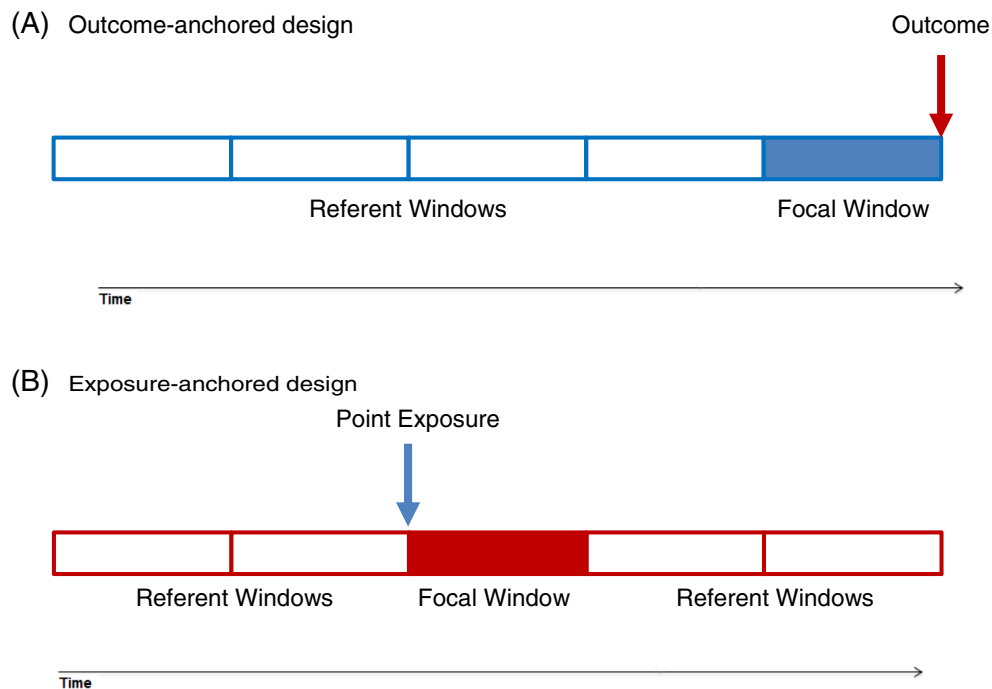 (A) Outcome-anchored design
Outcome
Referent Windows
Focal Window
Time
(B) Exposure-anchored design
Point Exposure
Referent Windows
Focal Window
Referent Windows
Time